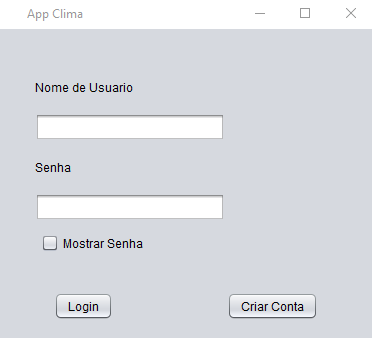 App Clima
Nome de Usuario
Senha
Mostrar Senha
Login
Criar Conta